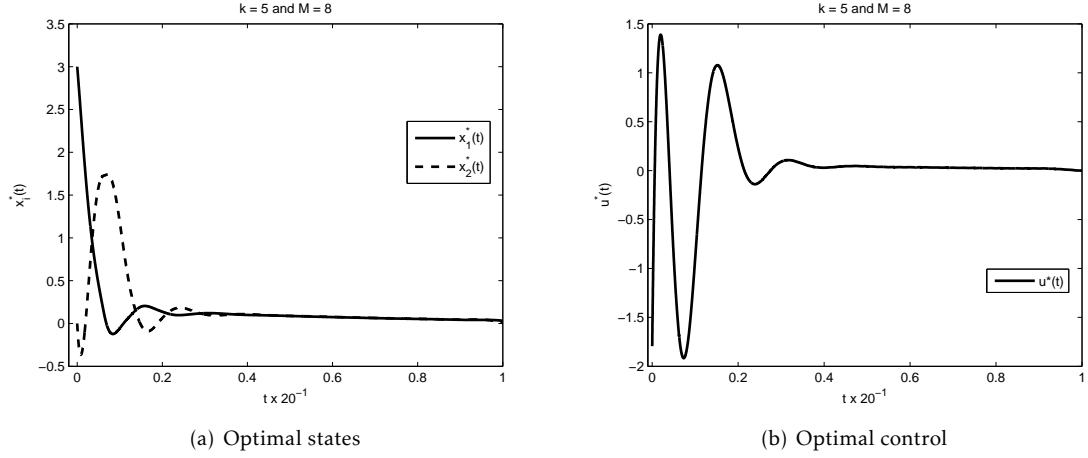 k = 5 and M = 8
3.5
3
2.5
2
1.5
1
0.5
0
−0.5
0
0.2
0.4
0.6
0.8
1
x_i^*(t)
t x 20^−1
x_1^*(t)
x_2^*(t)
(a) Optimal states
k = 5 and M = 8
1.5
1
0.5
0
−0.5
−1
−1.5
−2
0
0.2
0.4
0.6
0.8
1
u^*(t)
t x 20^−1
u*(t)
(b) Optimal control